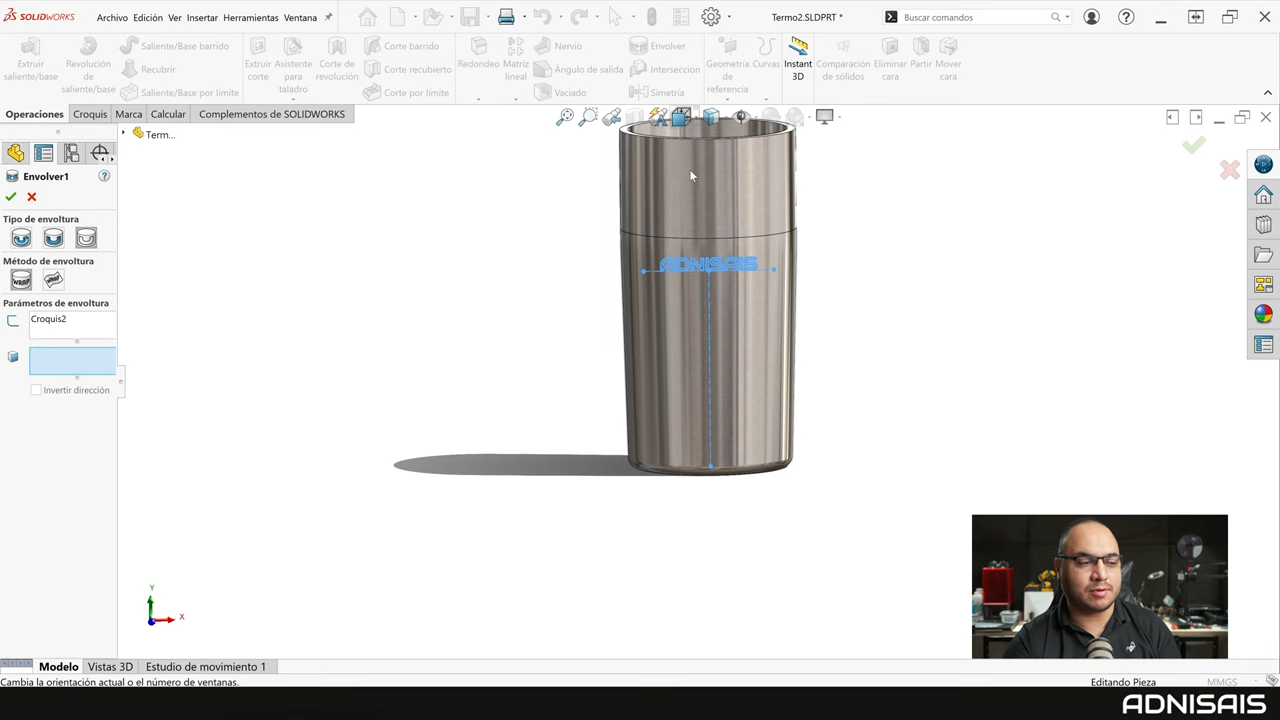 SOLIDWORKS
Archivo Edición Ver Insertar Herramientas Ventana
Termo2.SLDPRT *
Buscar comandos
Extruir saliente/base
Revolución de saliente/base
Saliente/Base barrido
Recubrir
Saliente/Base por límite
Extruir corte
Asistente para taladro
Corte de revolución
Corte barrido
Corte recubierto
Corte por límite
Redondeo
Matriz lineal
Nervio
Ángulo de salida
Vaciado
Envolver
Intersección
Simetría
Geometría de referencia
Curvas
Instant 3D
Comparación de sólidos
Eliminar cara
Partir
Mover cara
Operaciones Croquis Marca Calcular Complementos de SOLIDWORKS
Term...
Envolver1
Tipo de envoltura
Método de envoltura
WRAP
Parámetros de envoltura
Croquis2
Invertir dirección
ADNISAIS
Y
X
Modelo Vistas 3D Estudio de movimiento 1
Cambia la orientación actual o el número de ventanas.
Editando Pieza
MMGS
ADNISAIS